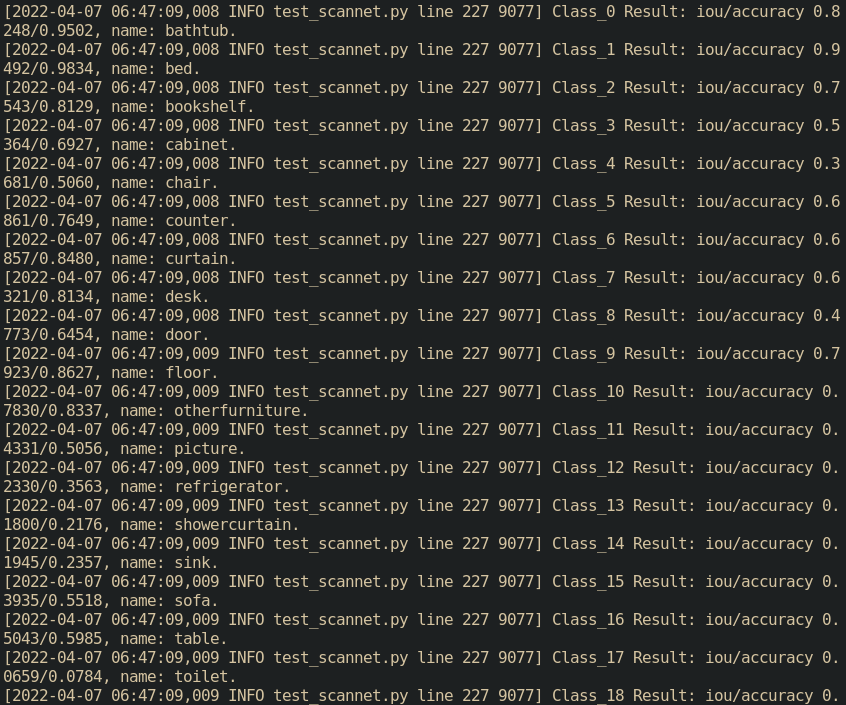 [2022-04-07 06:47:09,008 INFO test_scannet.py line 227 9077] Class_0 Result: iou/accuracy 0.8
248/0.9502, name: bathtub.
[2022-04-07 06:47:09,008 INFO test_scannet.py line 227 9077] Class_1 Result: iou/accuracy 0.9
492/0.9834, name: bed.
[2022-04-07 06:47:09,008 INFO test_scannet.py line 227 9077] Class_2 Result: iou/accuracy 0.7
543/0.8129, name: bookshelf.
[2022-04-07 06:47:09,008 INFO test_scannet.py line 227 9077] Class_3 Result: iou/accuracy 0.5
364/0.6927, name: cabinet.
[2022-04-07 06:47:09,008 INFO test_scannet.py line 227 9077] Class_4 Result: iou/accuracy 0.3
681/0.5060, name: chair.
[2022-04-07 06:47:09,008 INFO test_scannet.py line 227 9077] Class_5 Result: iou/accuracy 0.6
861/0.7649, name: counter.
[2022-04-07 06:47:09,008 INFO test_scannet.py line 227 9077] Class_6 Result: iou/accuracy 0.6
857/0.8480, name: curtain.
[2022-04-07 06:47:09,008 INFO test_scannet.py line 227 9077] Class_7 Result: iou/accuracy 0.6
321/0.8134, name: desk.
[2022-04-07 06:47:09,008 INFO test_scannet.py line 227 9077] Class_8 Result: iou/accuracy 0.4
773/0.6454, name: door.
[2022-04-07 06:47:09,009 INFO test_scannet.py line 227 9077] Class_9 Result: iou/accuracy 0.7
923/0.8627, name: floor.
[2022-04-07 06:47:09,009 INFO test_scannet.py line 227 9077] Class_10 Result: iou/accuracy 0.
7830/0.8337, name: otherfurniture.
[2022-04-07 06:47:09,009 INFO test_scannet.py line 227 9077] Class_11 Result: iou/accuracy 0.
4331/0.5056, name: picture.
[2022-04-07 06:47:09,009 INFO test_scannet.py line 227 9077] Class_12 Result: iou/accuracy 0.
2330/0.3563, name: refrigerator.
[2022-04-07 06:47:09,009 INFO test_scannet.py line 227 9077] Class_13 Result: iou/accuracy 0.
1800/0.2176, name: showercurtain.
[2022-04-07 06:47:09,009 INFO test_scannet.py line 227 9077] Class_14 Result: iou/accuracy 0.
1945/0.2357, name: sink.
[2022-04-07 06:47:09,009 INFO test_scannet.py line 227 9077] Class_15 Result: iou/accuracy 0.
3935/0.5518, name: sofa.
[2022-04-07 06:47:09,009 INFO test_scannet.py line 227 9077] Class_16 Result: iou/accuracy 0.
5043/0.5985, name: table.
[2022-04-07 06:47:09,009 INFO test_scannet.py line 227 9077] Class_17 Result: iou/accuracy 0.
0659/0.0784, name: toilet.
[2022-04-07 06:47:09,009 INFO test_scannet.py line 227 9077] Class_18 Result: iou/accuracy 0.